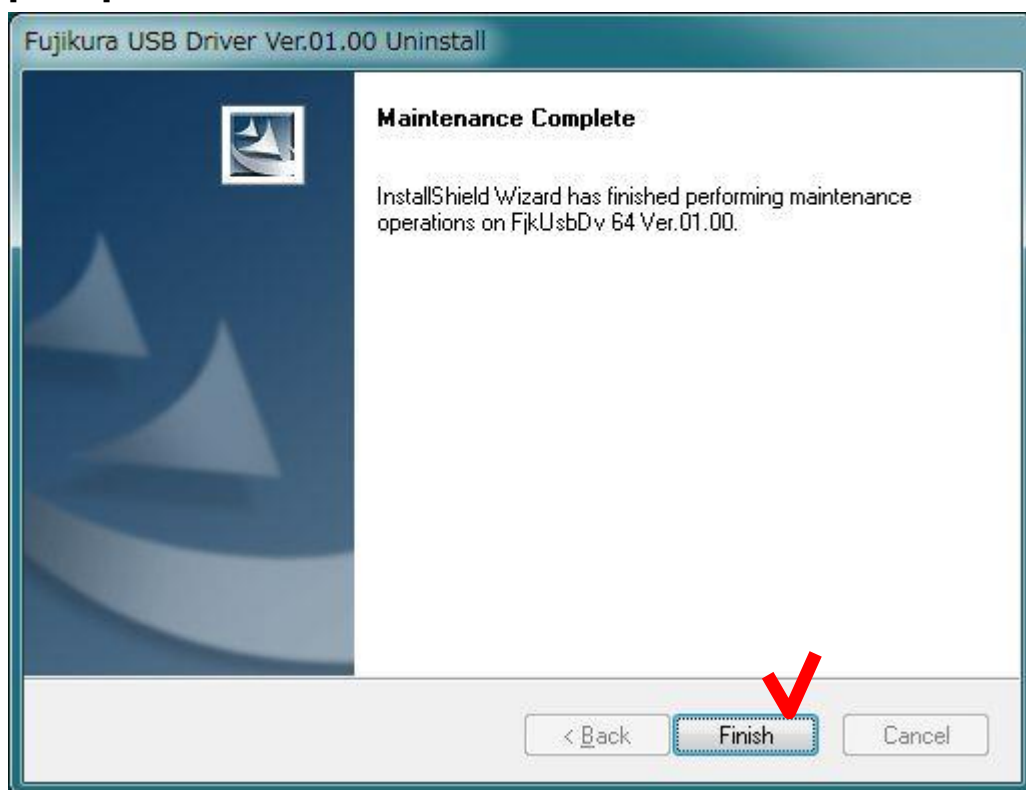 Fujikura USB Driver Ver.01.00 Uninstall
Maintenance Complete
InstallShield Wizard has finished performing maintenance
operations on FjkUsbDv 64 Ver.01.00.
< Back
Finish
Cancel